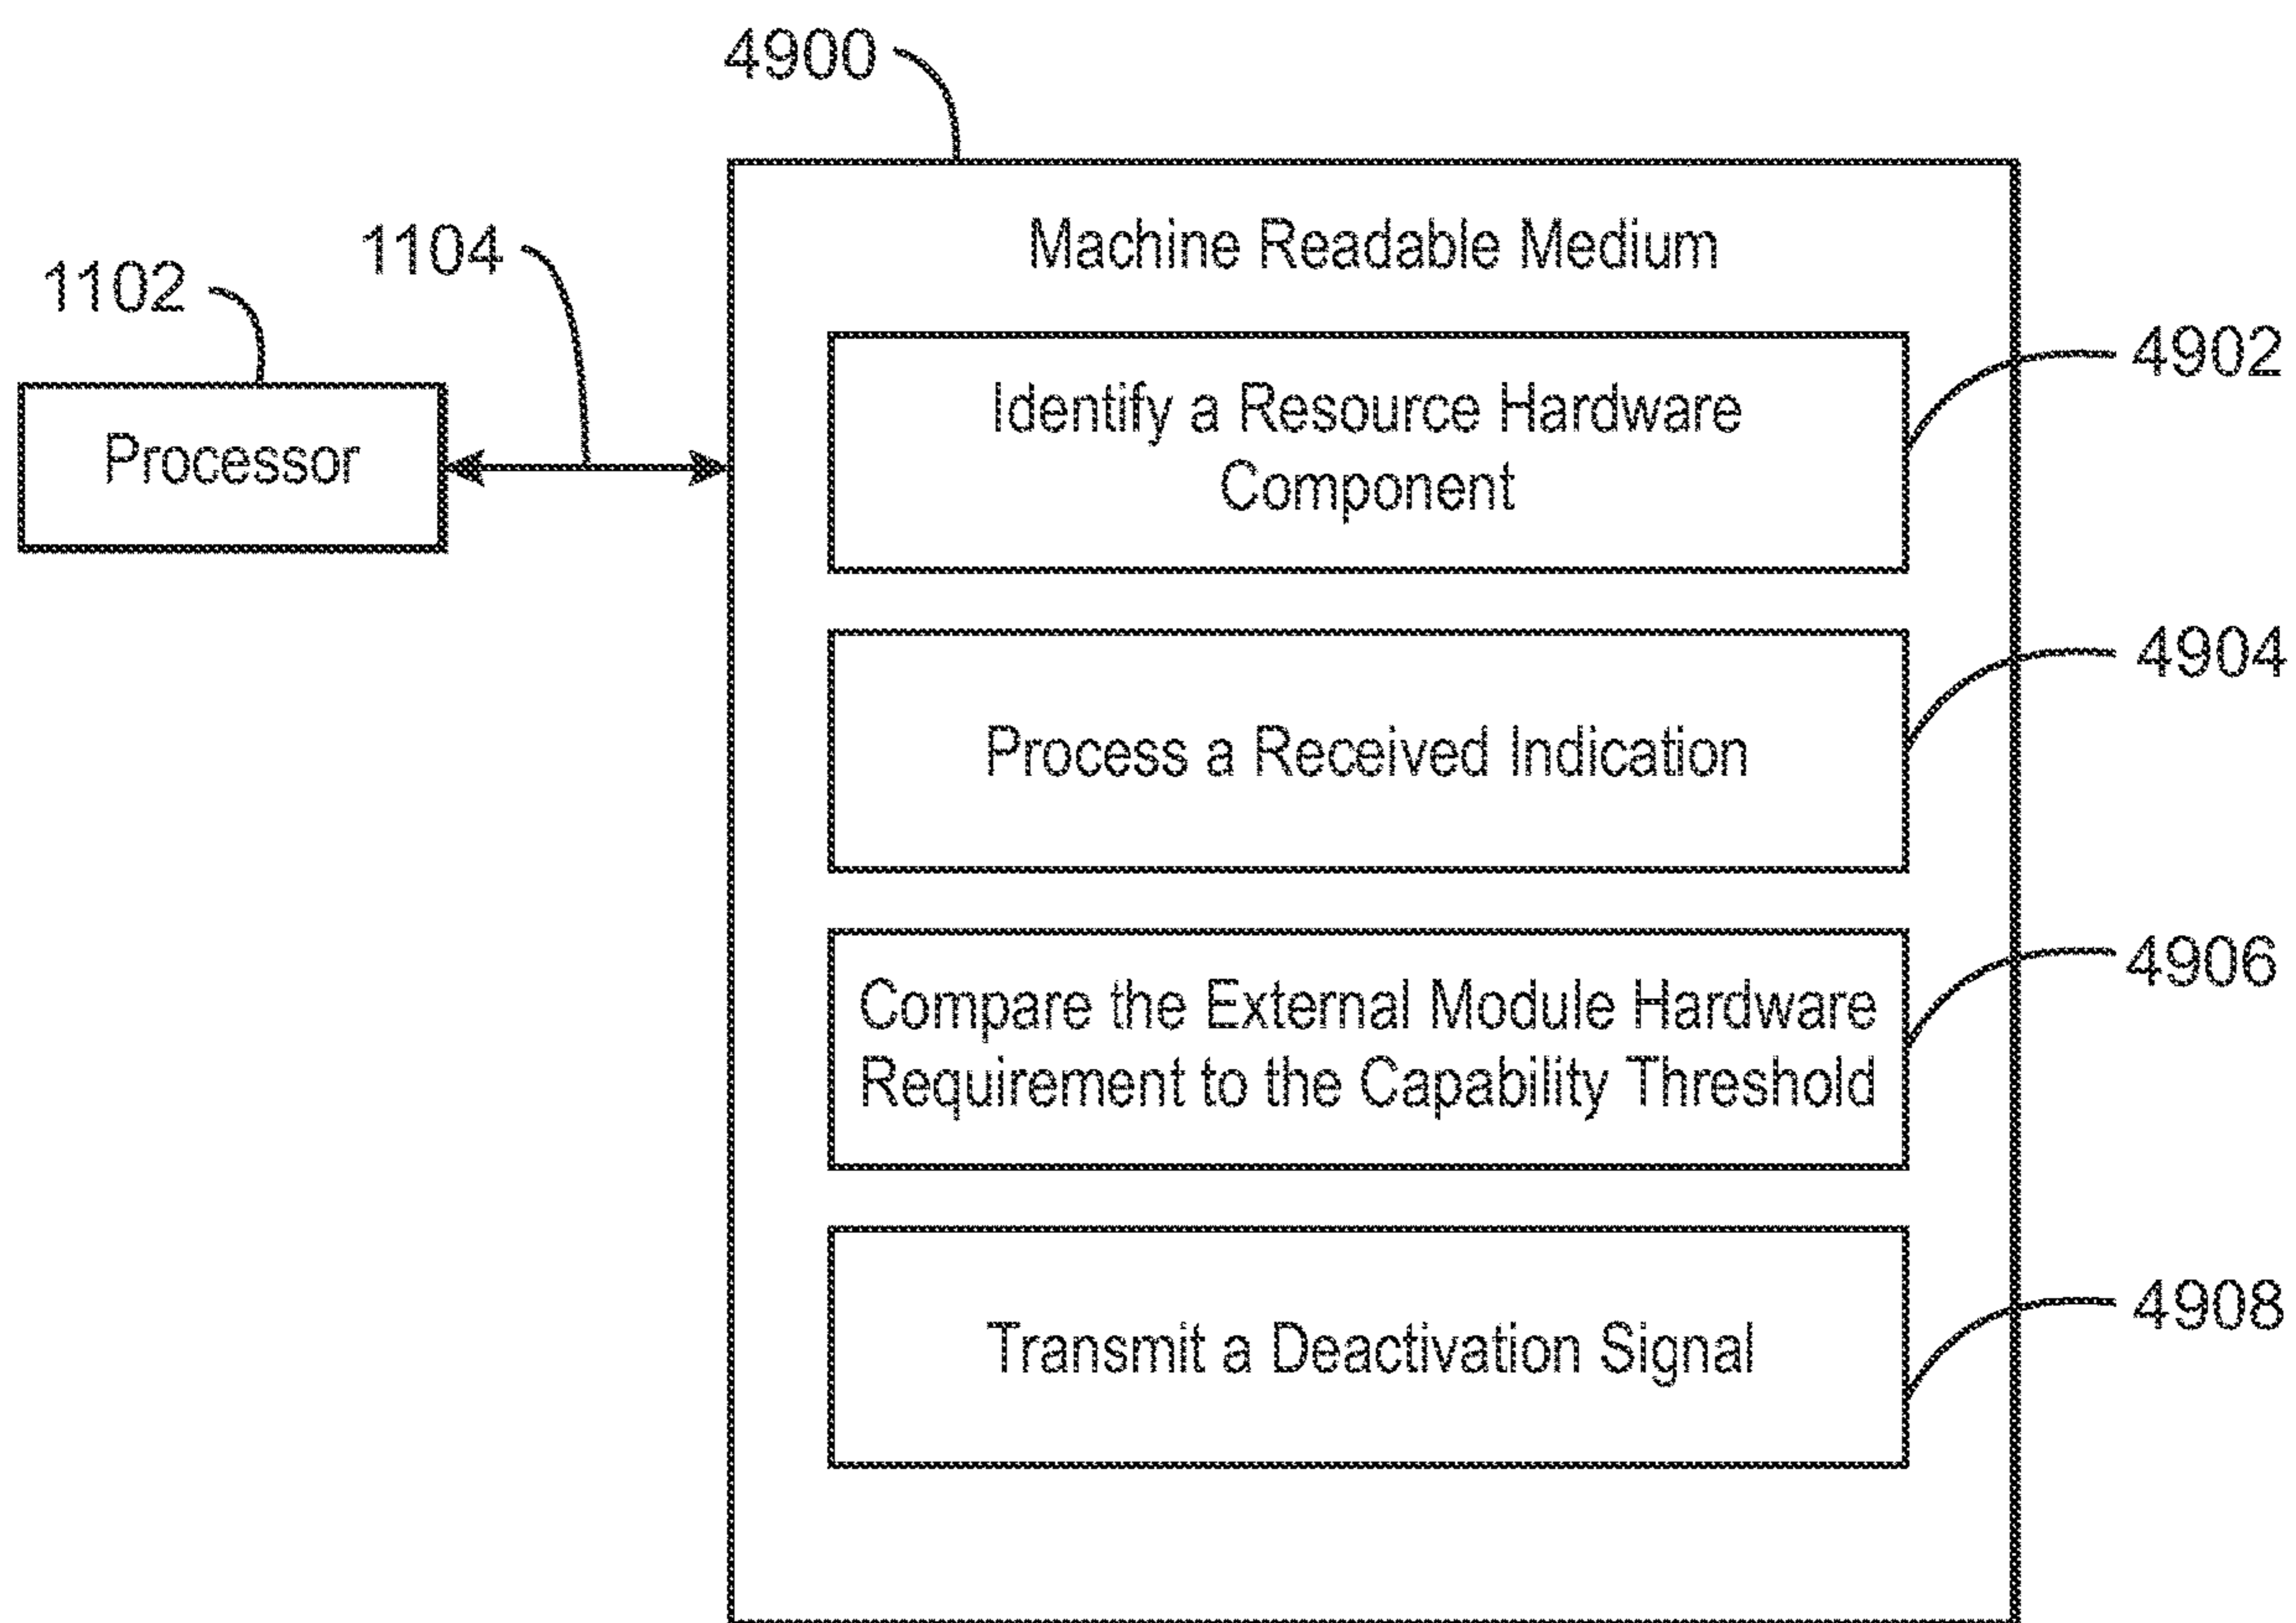 4900
1104
1102
Machine Readable Medium
Processor
Identify a Resource Hardware
Component
4902
Process a Received Indication
4904
Compare the External Module Hardware
Requirement to the Capability Threshold
4906
Transmit a Deactivation Signal
4908